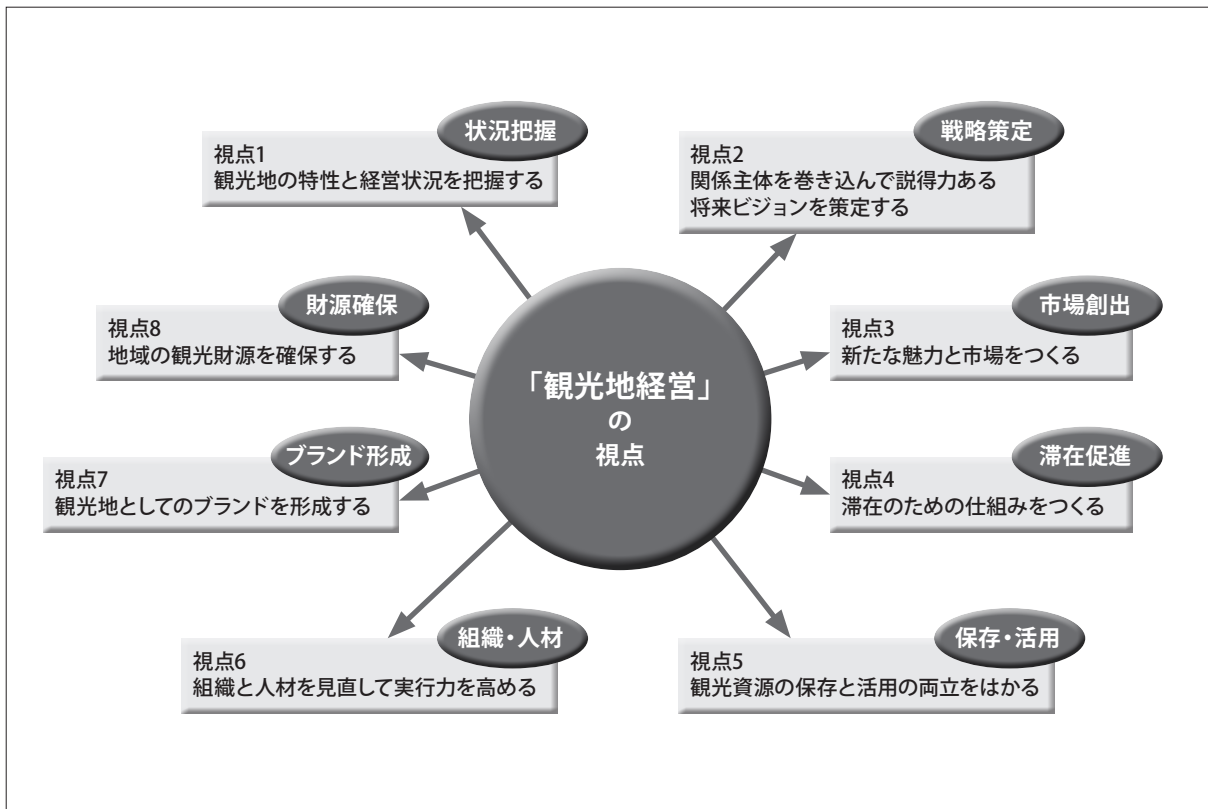 「観光地経営」
の
視点
状況把握
視点1
観光地の特性と経営状況を把握する
戦略策定
視点2
関係主体を巻き込んで説得力ある
将来ビジョンを策定する
市場創出
視点3
新たな魅力と市場をつくる
滞在促進
視点4
滞在のための仕組みをつくる
保存・活用
視点5
観光資源の保存と活用の両立をはかる
組織・人材
視点6
組織と人材を見直して実行力を高める
ブランド形成
視点7
観光地としてのブランドを形成する
財源確保
視点8
地域の観光財源を確保する